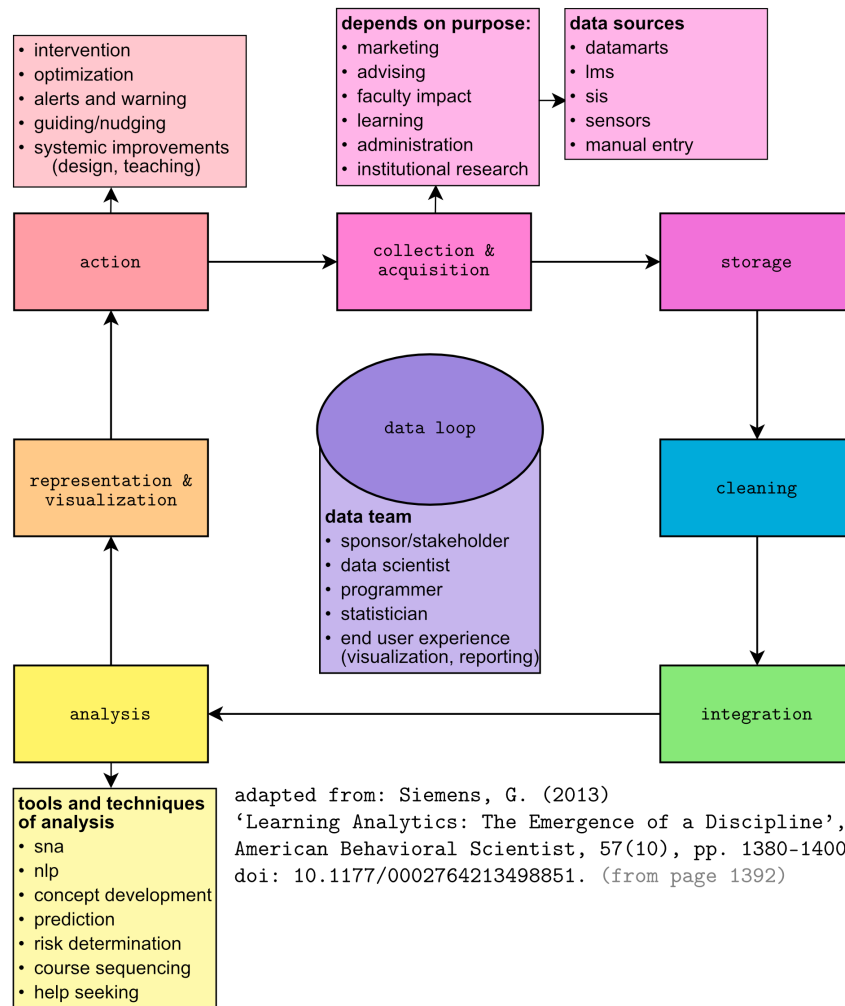 • intervention
• optimization
• alerts and warning
• guiding/nudging
• systemic improvements
(design, teaching)
depends on purpose:
• marketing
• advising
• faculty impact
• learning
• administration
• institutional research
data sources
• datamarts
• lms
• sis
• sensors
• manual entry
action
collection &
acquisition
storage
representation &
visualization
data loop
cleaning
data team
• sponsor/stakeholder
• data scientist
• programmer
• statistician
• end user experience
(visualization, reporting)
analysis
integration
tools and techniques
of analysis
• sna
• nlp
• concept development
• prediction
• risk determination
• course sequencing
• help seeking
adapted from: Siemens, G. (2013)
‘Learning Analytics: The Emergence of a Discipline’,
American Behavioral Scientist, 57(10), pp. 1380-1400
doi: 10.1177/0002764213498851. (from page 1392)